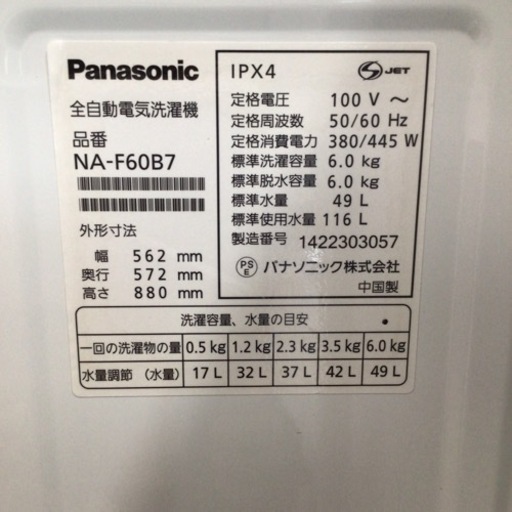 Panasonic
全自動電気洗濯機
品番
NA-F60B7
外形寸法
幅 562 mm
奥行 572 mm
高さ 880 mm
IPX4
S JET
定格電圧 100 V ～
定格周波数 50/60 Hz
定格消費電力 380/445 W
標準洗濯容量 6.0 kg
標準脱水容量 6.0 kg
標準水量 49 L
標準使用水量 116 L
製造番号 1422303057
PS E パナソニック株式会社
中国製
洗濯容量、水量の目安
一回の洗濯物の量 0.5 kg 1.2 kg 2.3 kg 3.5 kg 6.0 kg
水量調節 (水量) 17 L 32 L 37 L 42 L 49 L